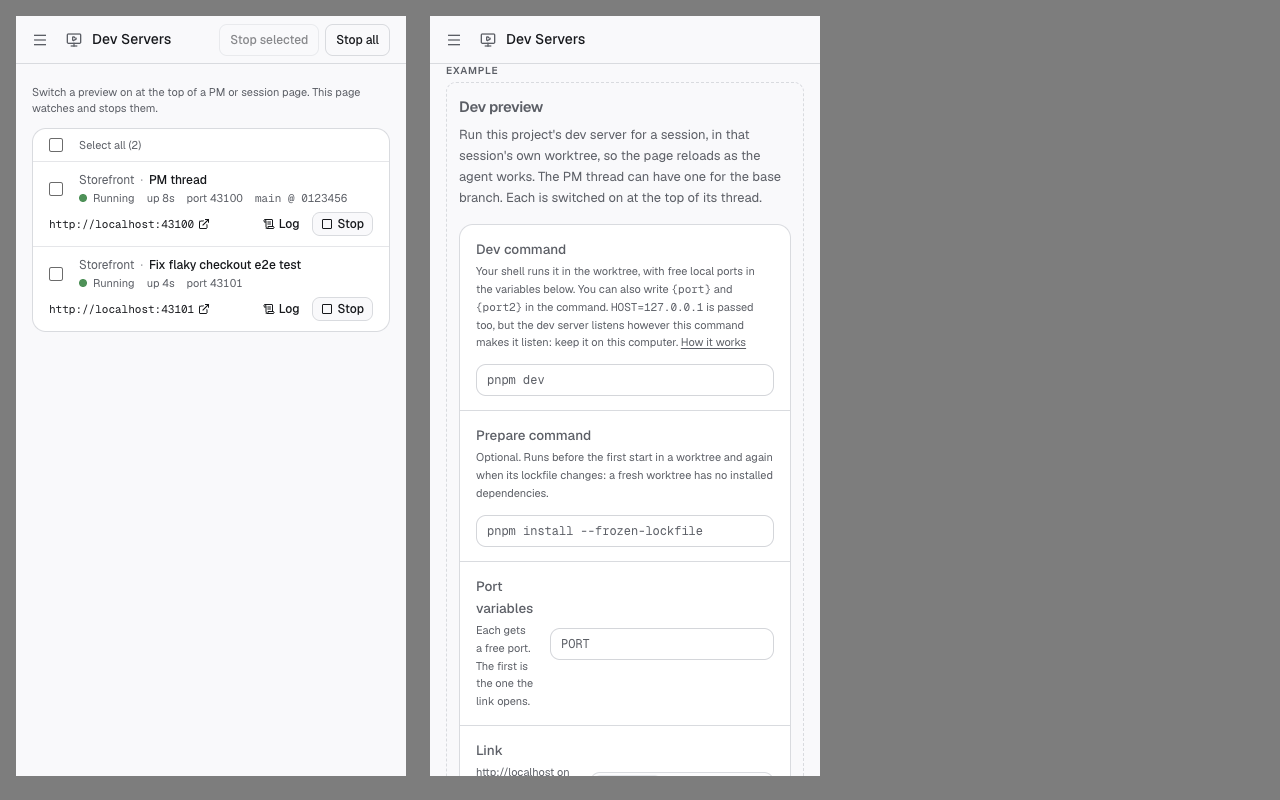 Dev Servers
Stop selected
Stop all
Switch a preview on at the top of a PM or session page. This page
watches and stops them.
Select all (2)
Storefront · PM thread
Running up 8s port 43100 main @ 0123456
http://localhost:43100
Log
Stop
Storefront · Fix flaky checkout e2e test
Running up 4s port 43101
http://localhost:43101
Log
Stop
Dev Servers
EXAMPLE
Dev preview
Run this project's dev server for a session, in that
session's own worktree, so the page reloads as the
agent works. The PM thread can have one for the base
branch. Each is switched on at the top of its thread.
Dev command
Your shell runs it in the worktree, with free local ports in
the variables below. You can also write {port} and
{port2} in the command. HOST=127.0.0.1 is passed
too, but the dev server listens however this command
makes it listen: keep it on this computer. How it works
pnpm dev
Prepare command
Optional. Runs before the first start in a worktree and again
when its lockfile changes: a fresh worktree has no installed
dependencies.
pnpm install --frozen-lockfile
Port
variables
Each gets
a free port.
The first is
the one the
link opens.
PORT
Link
http://localhost on